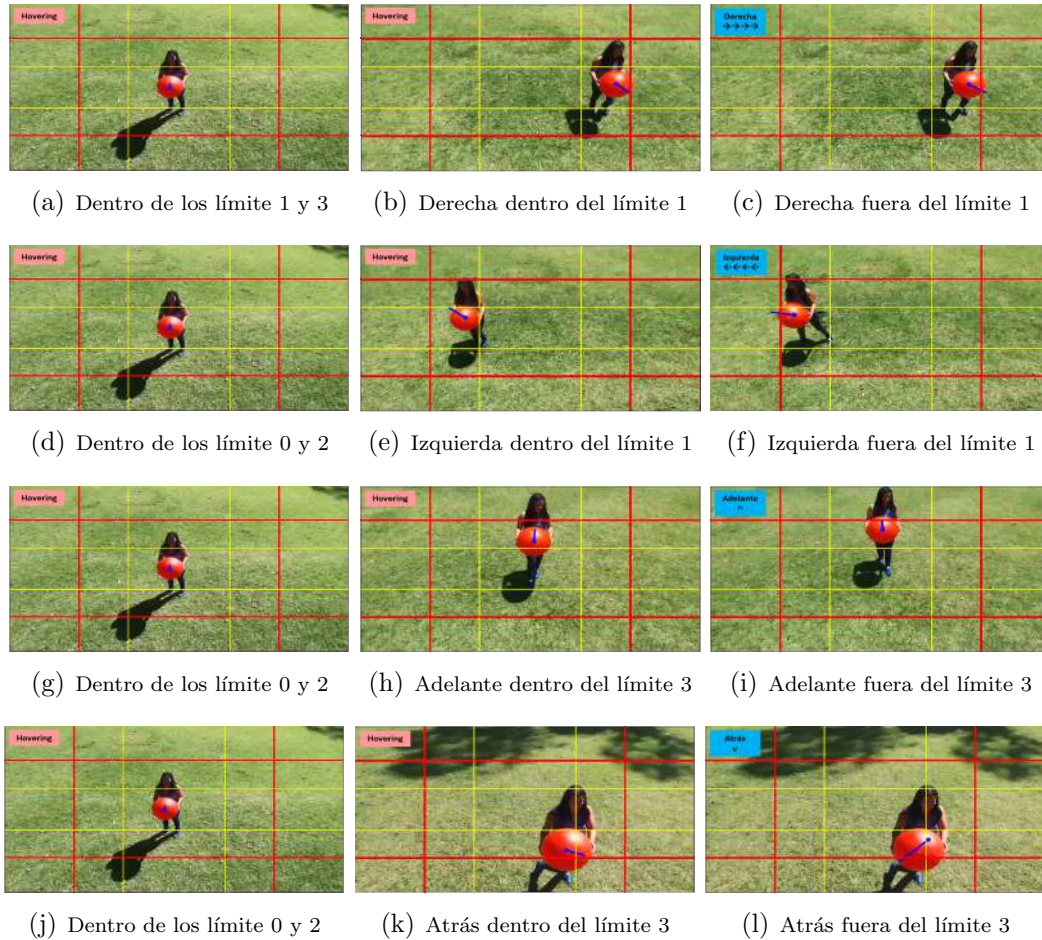 Hovering Hovering Derecha
→→→→
(a) Dentro de los límite 1 y 3 (b) Derecha dentro del límite 1 (c) Derecha fuera del límite 1
Hovering Hovering Izquierda
←←←←
(d) Dentro de los límite 0 y 2 (e) Izquierda dentro del límite 1 (f) Izquierda fuera del límite 1
Hovering Hovering Adelante
(g) Dentro de los límite 0 y 2 (h) Adelante dentro del límite 3 (i) Adelante fuera del límite 3
Hovering Hovering Atrás
(j) Dentro de los límite 0 y 2 (k) Atrás dentro del límite 3 (l) Atrás fuera del límite 3